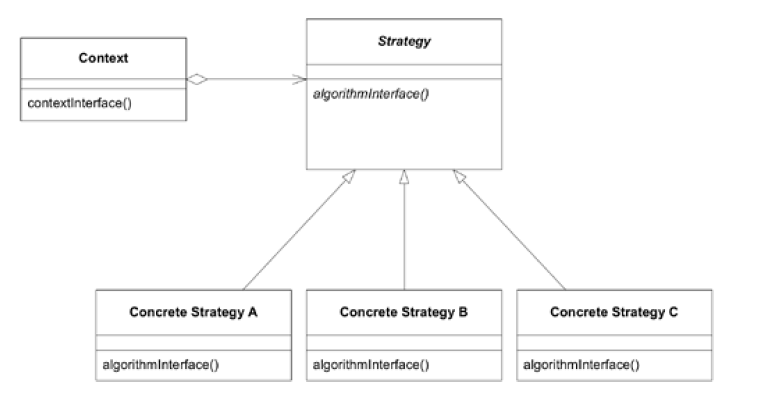 Context
contextInterface()
Strategy
algorithmInterface()
Concrete Strategy A
algorithmInterface()
Concrete Strategy B
algorithmInterface()
Concrete Strategy C
algorithmInterface()